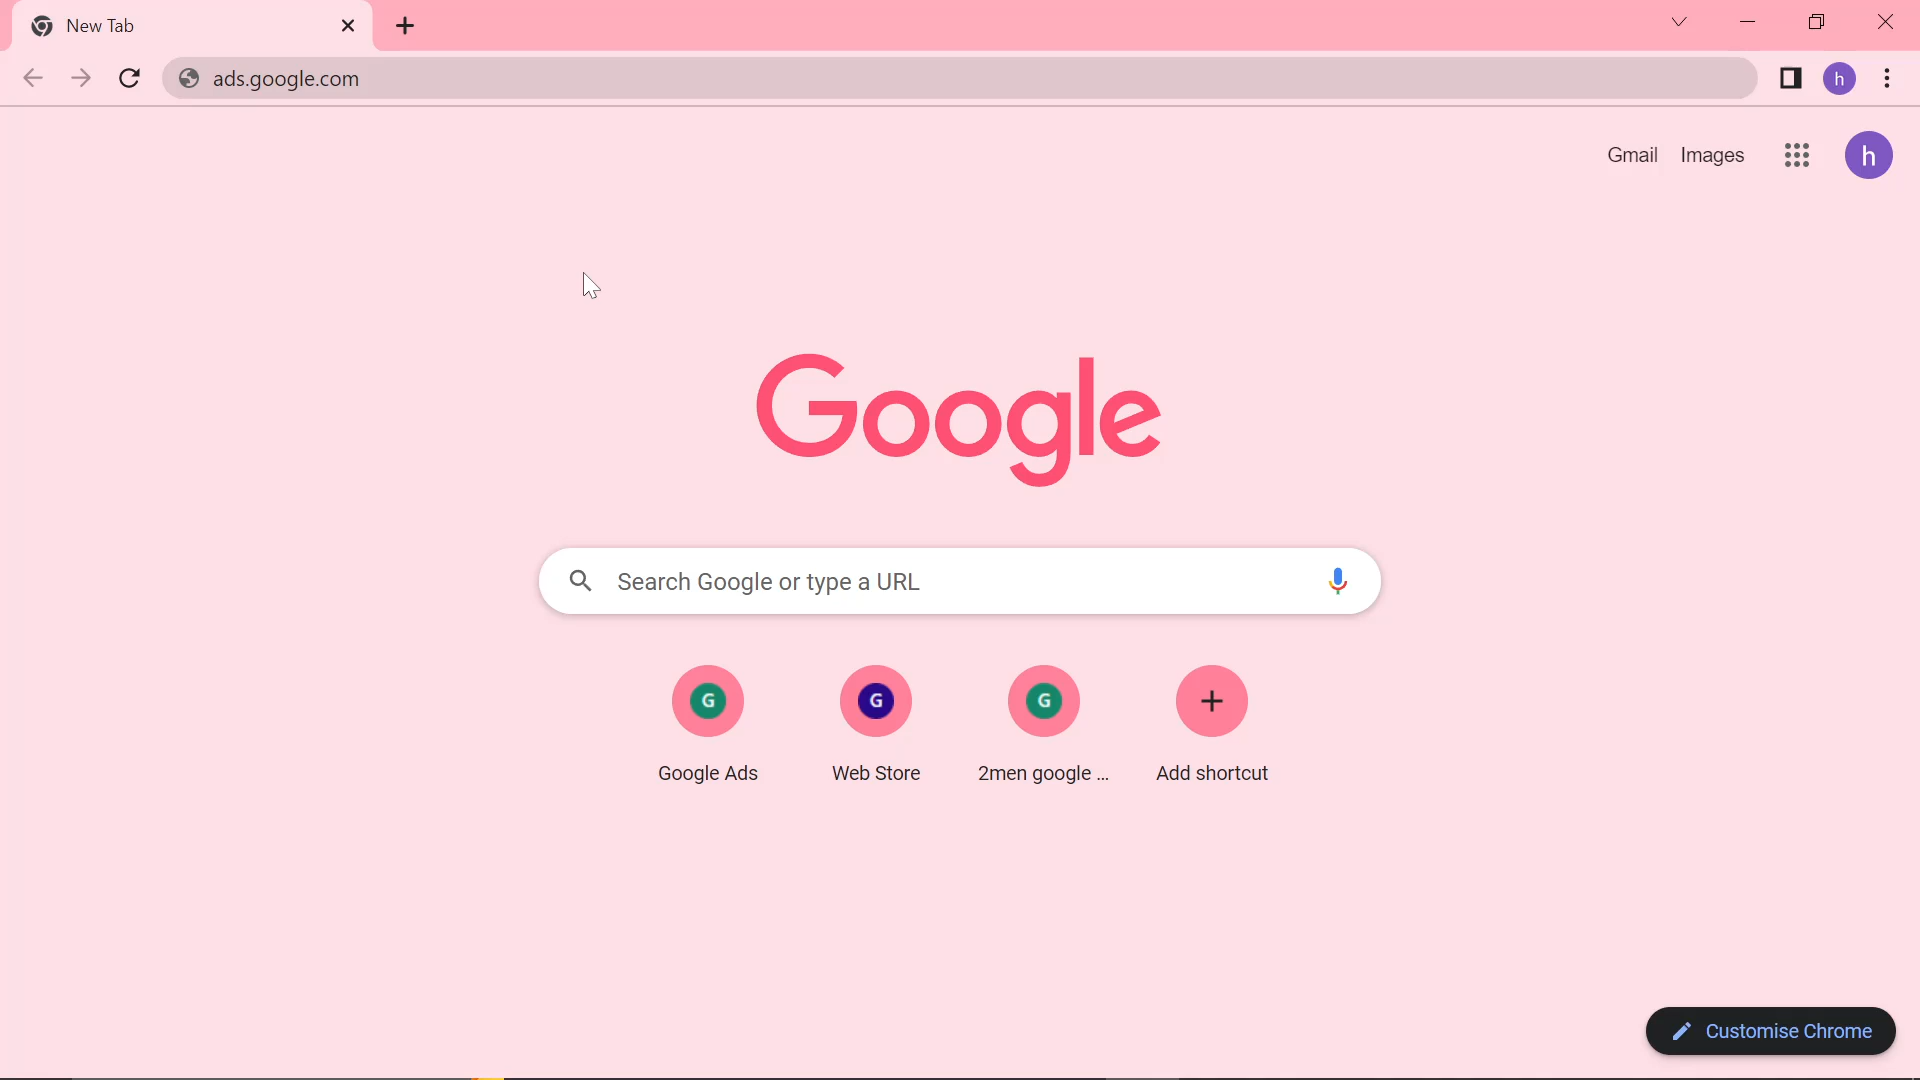 New Tab
ads.google.com
h
Gmail Images
h
Google
Search Google or type a URL
G G G
Google Ads Web Store 2men google ... Add shortcut
Customise Chrome